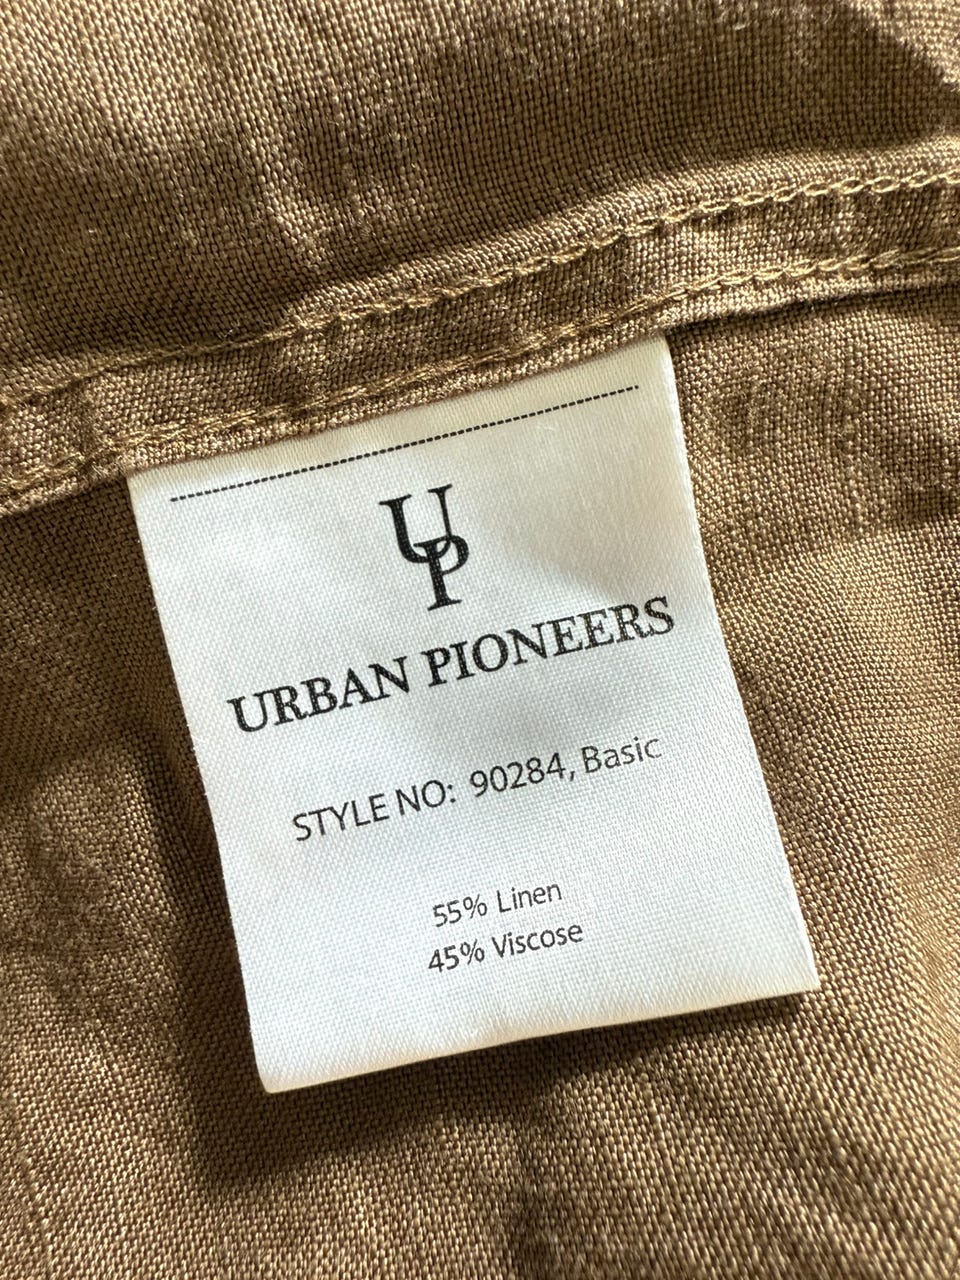 UP
URBAN PIONEERS
STYLE NO: 90284, Basic
55% Linen
45% Viscose